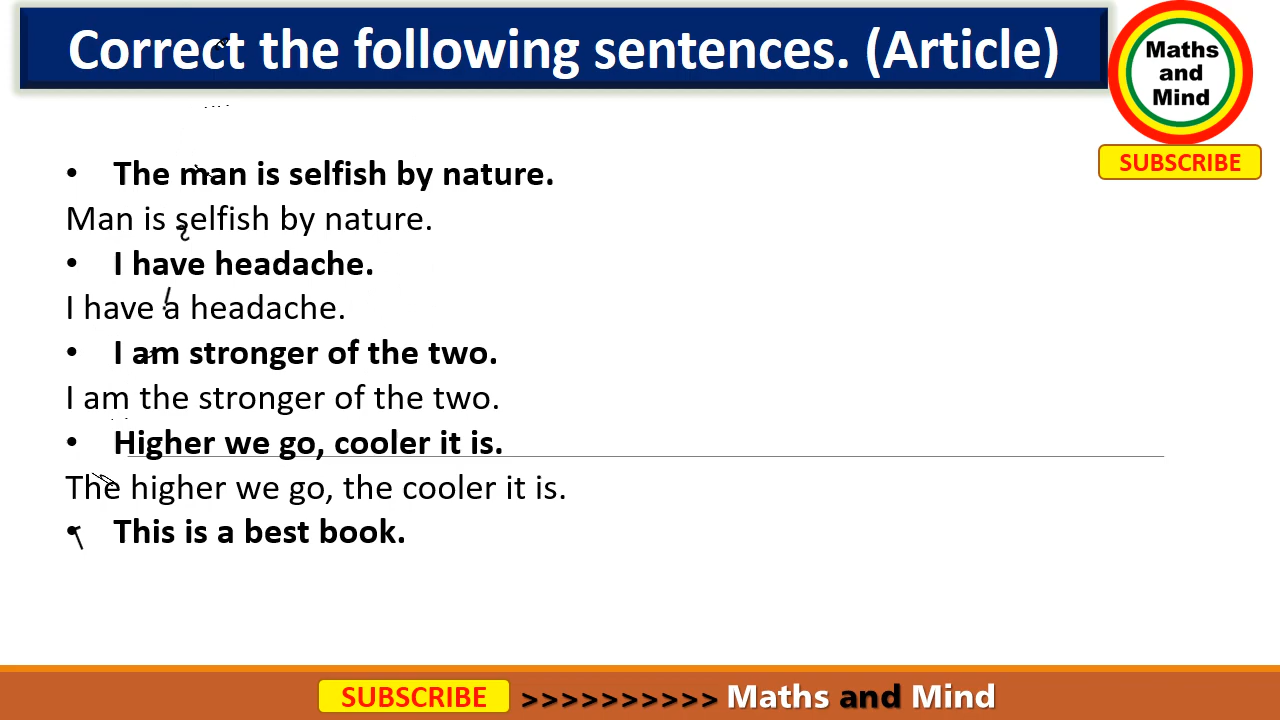 Correct the following sentences. (Article)
Maths
and
Mind
SUBSCRIBE
• The man is selfish by nature.
Man is selfish by nature.
• I have headache.
I have a headache.
• I am stronger of the two.
I am the stronger of the two.
• Higher we go, cooler it is.
The higher we go, the cooler it is.
• This is a best book.
SUBSCRIBE >>>>>>>>>> Maths and Mind